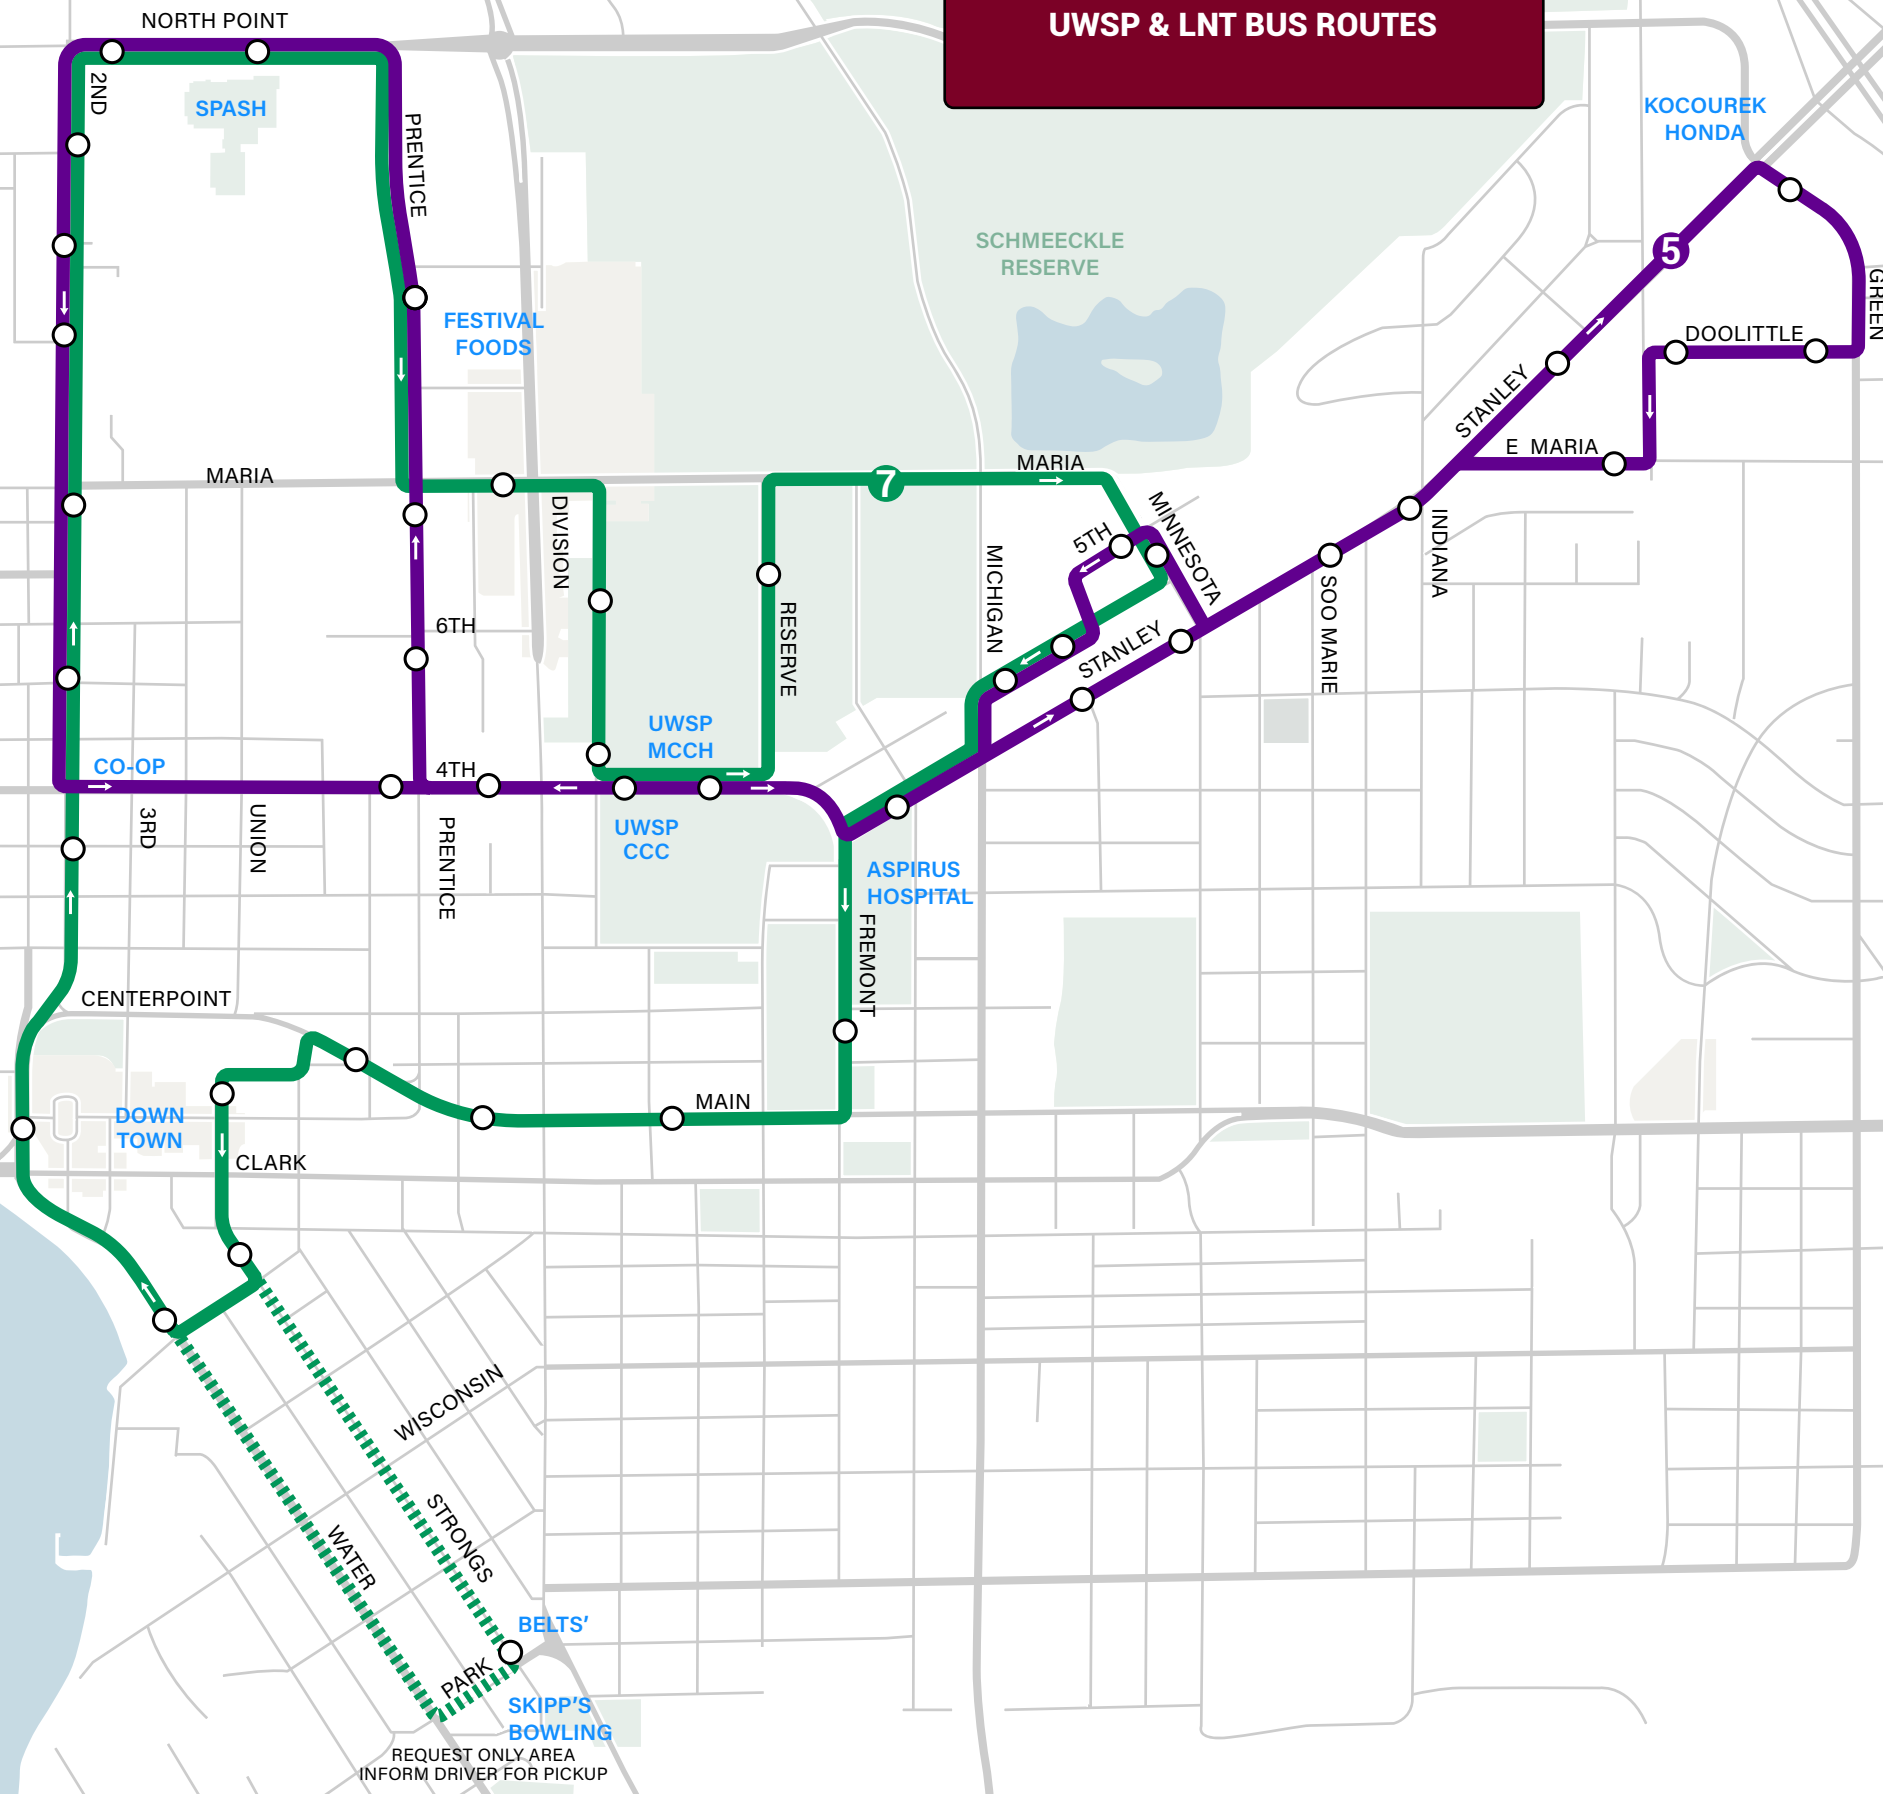 UWSP & LNT BUS ROUTES
NORTH POINT
2ND
SPASH
PRENTICE
KOCOUREK
HONDA
SCHMEECKLE
RESERVE
5
GREEN
FESTIVAL
FOODS
DOOLITTLE
STANLEY
E MARIA
MARIA
MARIA
7
DIVISION
5TH
MINNESOTA
MICHIGAN
INDIANA
SOO MARIE
6TH
RESERVE
STANLEY
UWSP
MCCH
CO-OP
4TH
3RD
UNION
PRENTICE
UWSP
CCC
ASPIRUS
HOSPITAL
FREMONT
CENTERPOINT
MAIN
DOWN
TOWN
CLARK
WISCONSIN
STRONGS
WATER
BELTS'
PARK
SKIPP'S
BOWLING
REQUEST ONLY AREA
INFORM DRIVER FOR PICKUP